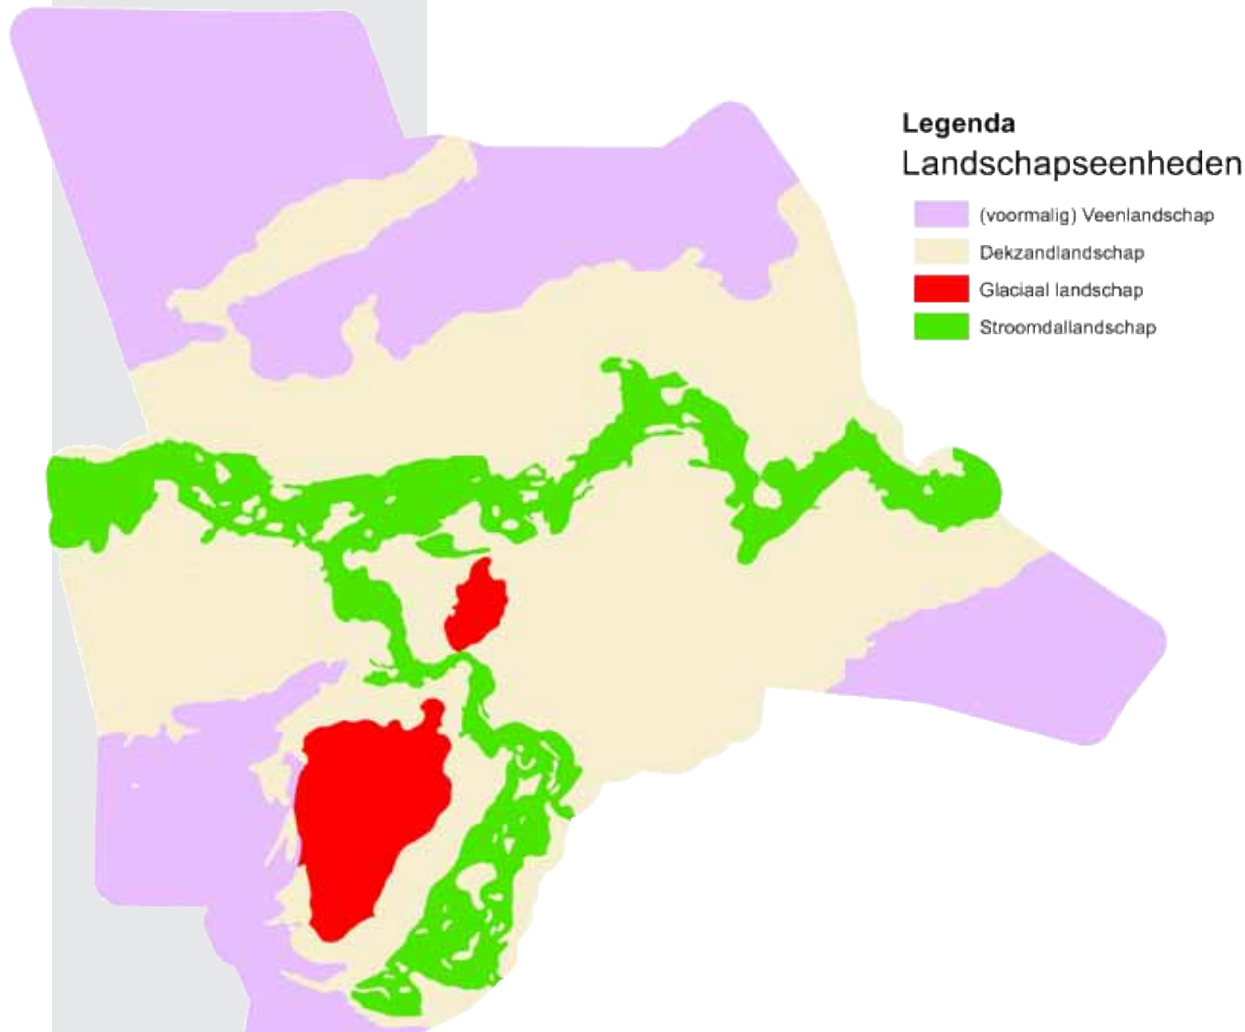 Legenda
Landschapseenheden
(voormalig) Veenlandschap
Dekzandlandschap
Glaciaal landschap
Stroomdallandschap